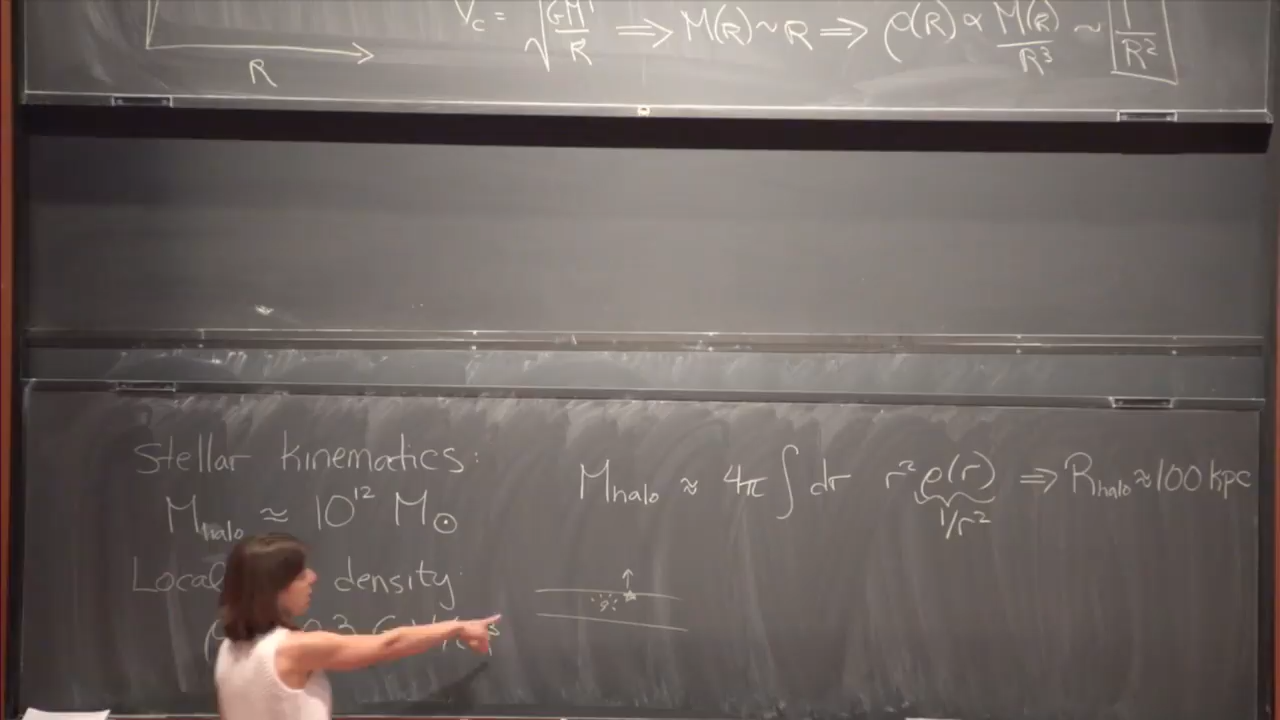 V_c = √(GM/R) ⟹ M(R) ~ R ⟹ ρ(R) ∝ M(R)/R³ ~ 1/R²
R
Stellar kinematics:
M_halo ≈ 10¹² M_⊙
M_halo ≈ 4π ∫ dr r² ρ(r) ⟹ R_halo ≈ 100 kpc
1/r²
Local density: